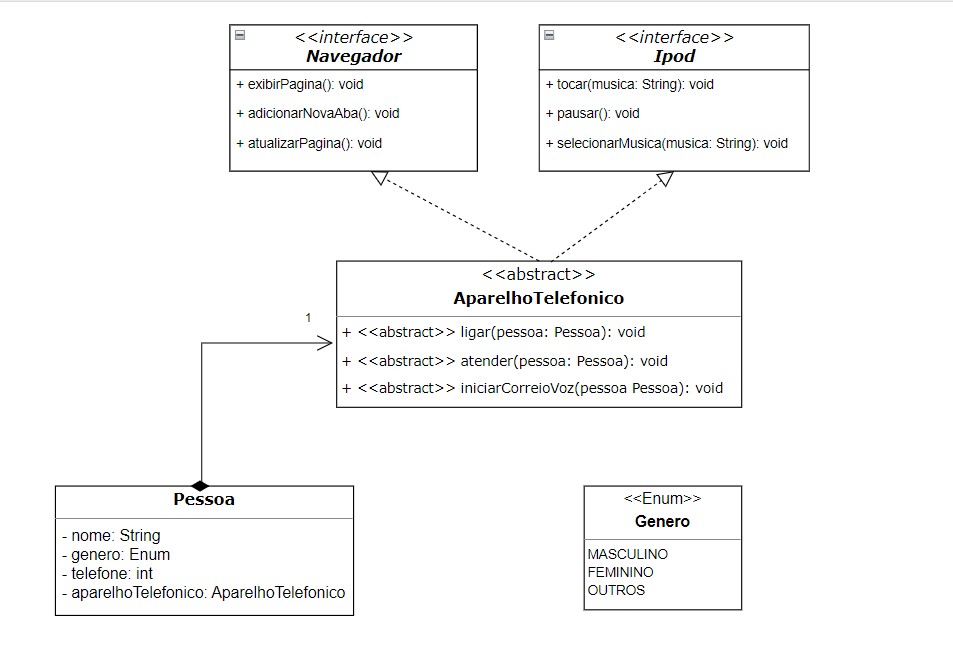 <<interface>>
Navegador
+ exibirPagina(): void
+ adicionarNovaAba(): void
+ atualizarPagina(): void
<<interface>>
Ipod
+ tocar(musica: String): void
+ pausar(): void
+ selecionarMusica(musica: String): void
<<abstract>>
AparelhoTelefonico
+ <<abstract>> ligar(pessoa: Pessoa): void
+ <<abstract>> atender(pessoa: Pessoa): void
+ <<abstract>> iniciarCorreioVoz(pessoa Pessoa): void
1
Pessoa
- nome: String
- genero: Enum
- telefone: int
- aparelhoTelefonico: AparelhoTelefonico
<<Enum>>
Genero
MASCULINO
FEMININO
OUTROS